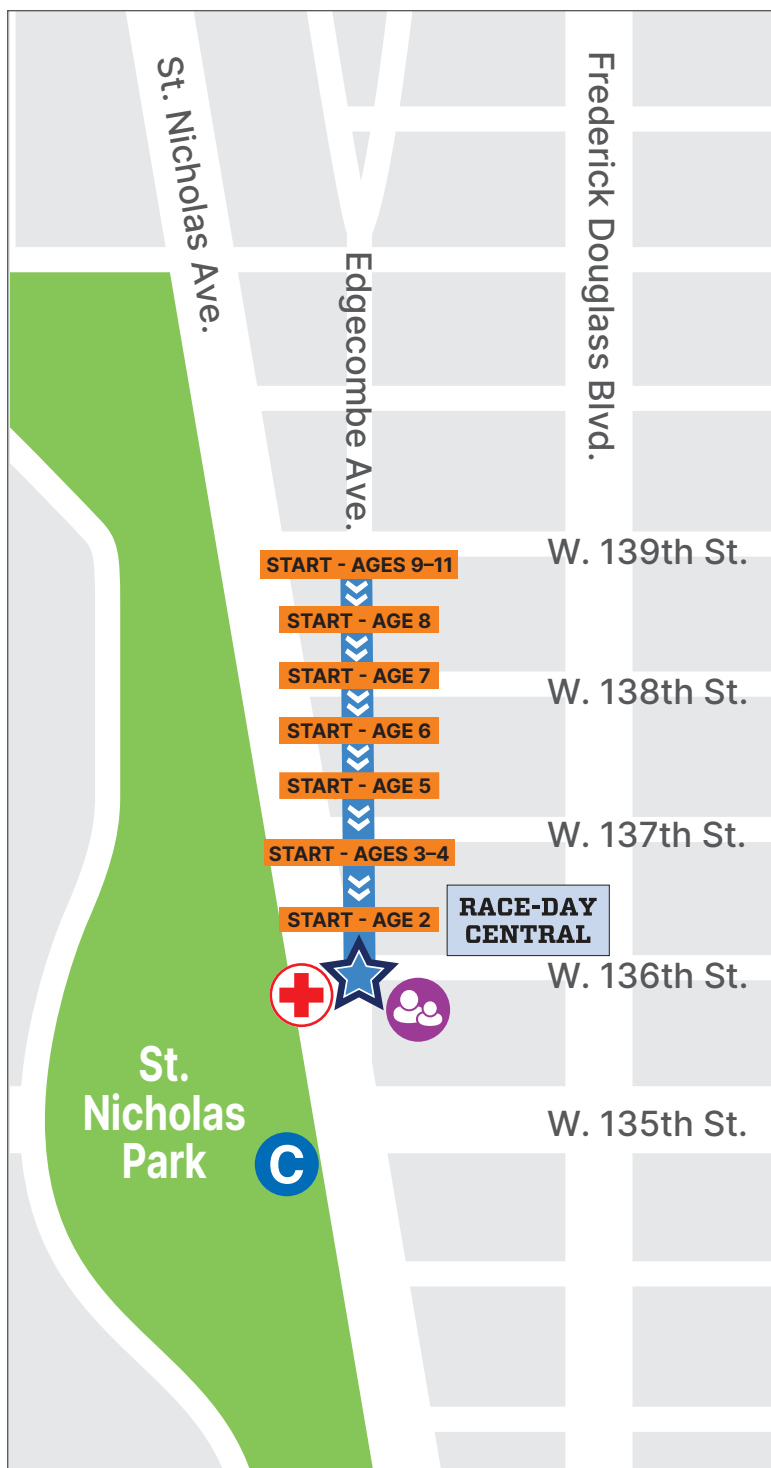 St. Nicholas Ave.
Frederick Douglass Blvd.
Edgecombe Ave.
W. 139th St.
START - AGES 9–11
START - AGE 8
START - AGE 7
W. 138th St.
START - AGE 6
START - AGE 5
W. 137th St.
START - AGES 3–4
START - AGE 2
RACE-DAY
CENTRAL
W. 136th St.
St.
Nicholas
Park
W. 135th St.
C